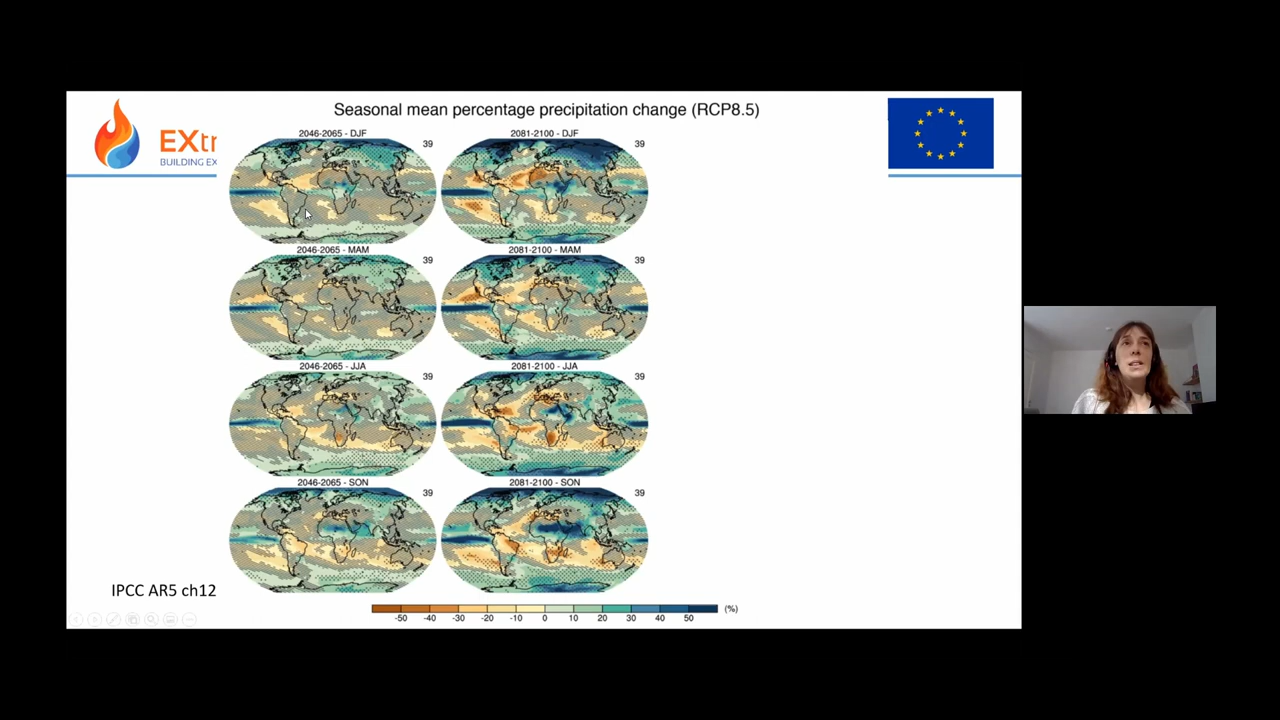 Seasonal mean percentage precipitation change (RCP8.5)
EXtr
BUILDING EX
2046-2065 - DJF
39
2081-2100 - DJF
39
2046-2065 - MAM
39
2081-2100 - MAM
39
2046-2065 - JJA
39
2081-2100 - JJA
39
2046-2065 - SON
39
2081-2100 - SON
39
IPCC AR5 ch12
(%)
-50 -40 -30 -20 -10 0 10 20 30 40 50